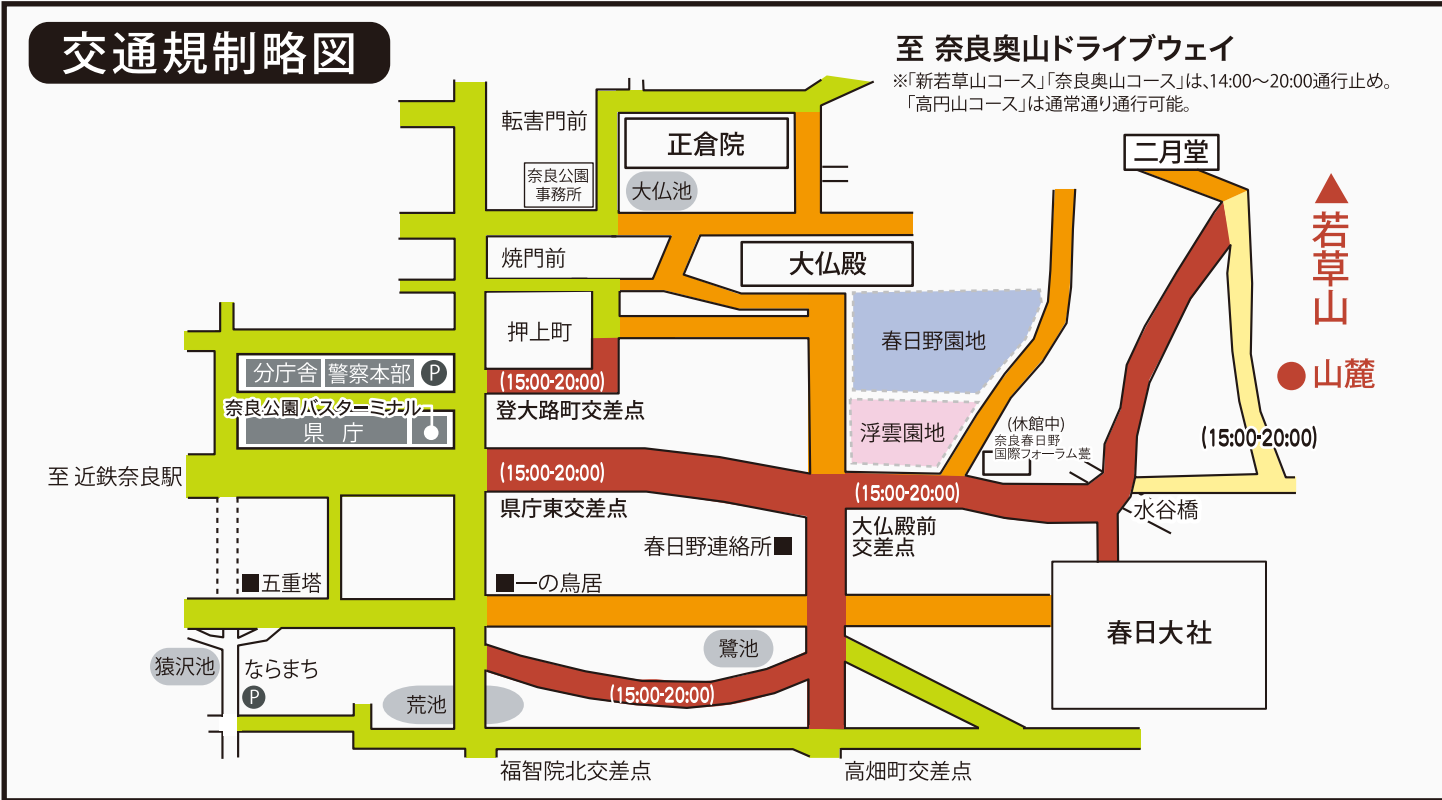 交通規制略図
至 奈良奥山ドライブウェイ
※「新若草山コース」「奈良奥山コース」は、14:00～20:00通行止め。
「高円山コース」は通常通り通行可能。
転害門前
正倉院
二月堂
奈良公園
事務所
大仏池
▲若草山
焼門前
大仏殿
押上町
春日野園地
分庁舎
警察本部
P
(15:00-20:00)
●山麓
奈良公園バスターミナル
登大路町交差点
県 庁
浮雲園地
(休館中)
奈良春日野
国際フォーラム甍
(15:00-20:00)
至 近鉄奈良駅
(15:00-20:00)
(15:00-20:00)
県庁東交差点
大仏殿前
交差点
水谷橋
春日野連絡所■
■五重塔
■一の鳥居
春日大社
鷺池
猿沢池
ならまち
P
荒池
(15:00-20:00)
福智院北交差点
高畑町交差点